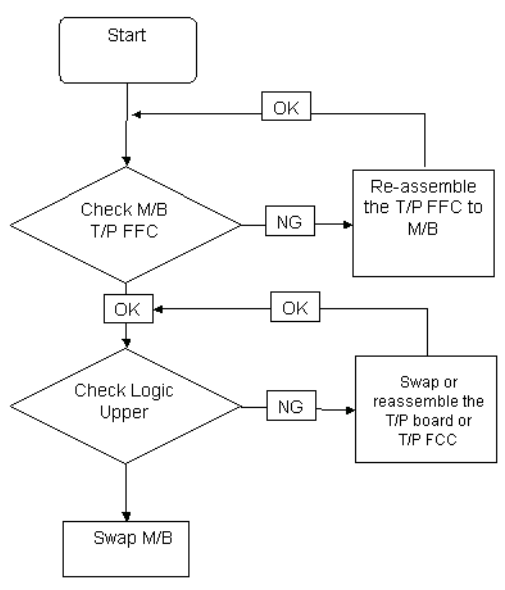 Start
OK
Check M/B
T/P FFC
NG
Re-assemble
the T/P FFC to
M/B
OK
OK
Check Logic
Upper
NG
Swap or
reassemble the
T/P board or
T/P FCC
Swap M/B